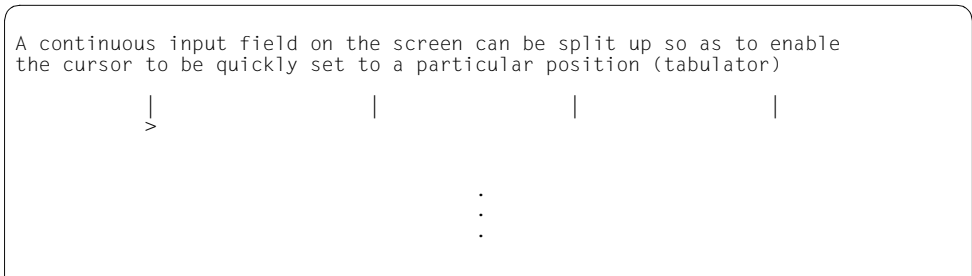 A continuous input field on the screen can be split up so as to enable
the cursor to be quickly set to a particular position (tabulator)
| | | |
>
.
.
.